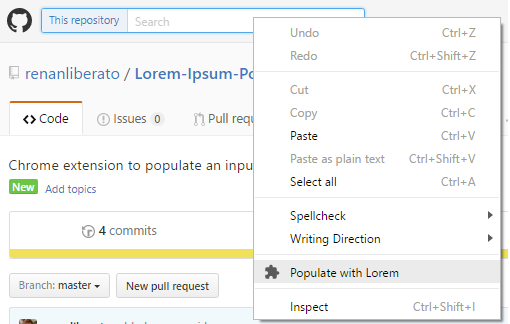 This repository Search
renanliberato / Lorem-Ipsum-Po
Code Issues 0 Pull requ
Chrome extension to populate an inpu
New Add topics
4 commits
Branch: master New pull request
Undo Ctrl+Z
Redo Ctrl+Shift+Z
Cut Ctrl+X
Copy Ctrl+C
Paste Ctrl+V
Paste as plain text Ctrl+Shift+V
Select all Ctrl+A
Spellcheck
Writing Direction
Populate with Lorem
Inspect Ctrl+Shift+I